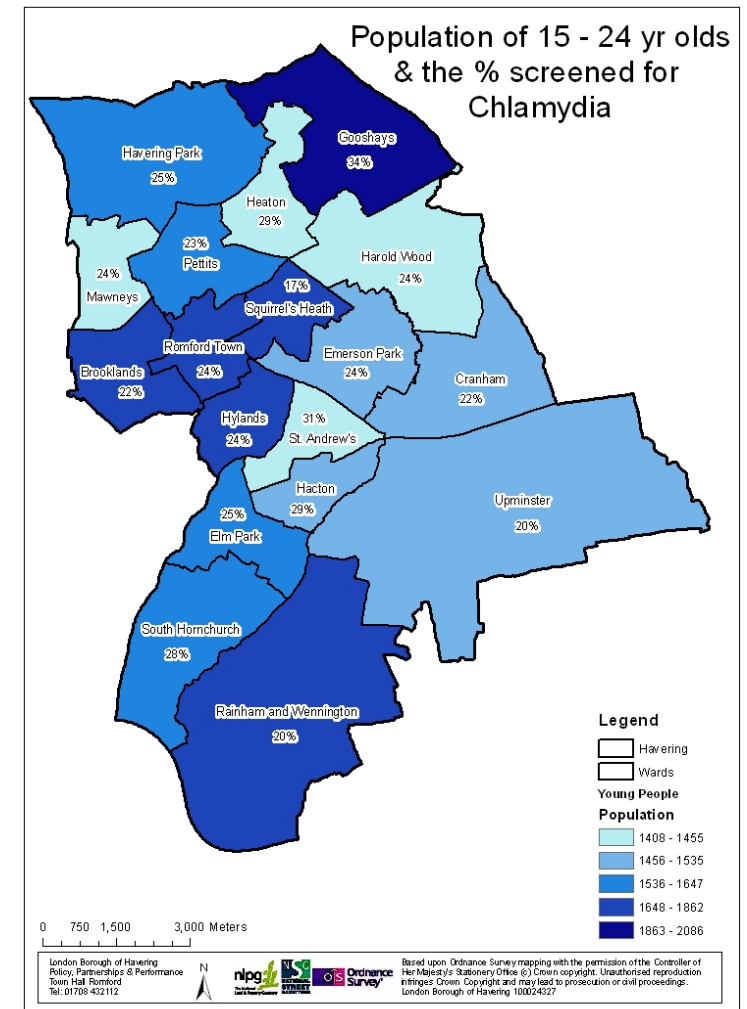 Population of 15 - 24 yr olds
& the % screened for
Chlamydia
Gooshays
34%
Havering Park
25%
Heaton
29%
23%
Pettits
Harold Wood
24%
24%
Mawneys
17%
Squirrel's Heath
Romford Town
24%
Emerson Park
24%
Brooklands
22%
Cranham
22%
Hylands
24%
31%
St. Andrew's
Hacton
29%
Upminster
20%
25%
Elm Park
South Hornchurch
28%
Rainham and Wennington
20%
Legend
Havering
Wards
Young People
Population
1408 - 1455
1456 - 1535
1536 - 1647
1648 - 1862
1863 - 2086
0 750 1,500 3,000 Meters
London Borough of Havering
Policy, Partnerships & Performance
Town Hall Romford
Tel: 01708 432112
N
nlpg
NSG
NATIONAL
STREET
GAZETTEER
OS Ordnance
Survey
Based upon Ordnance Survey mapping with the permission of the Controller of
Her Majesty's Stationery Office (c) Crown copyright. Unauthorised reproduction
infringes Crown Copyright and may lead to prosecution or civil proceedings.
London Borough of Havering 100024327